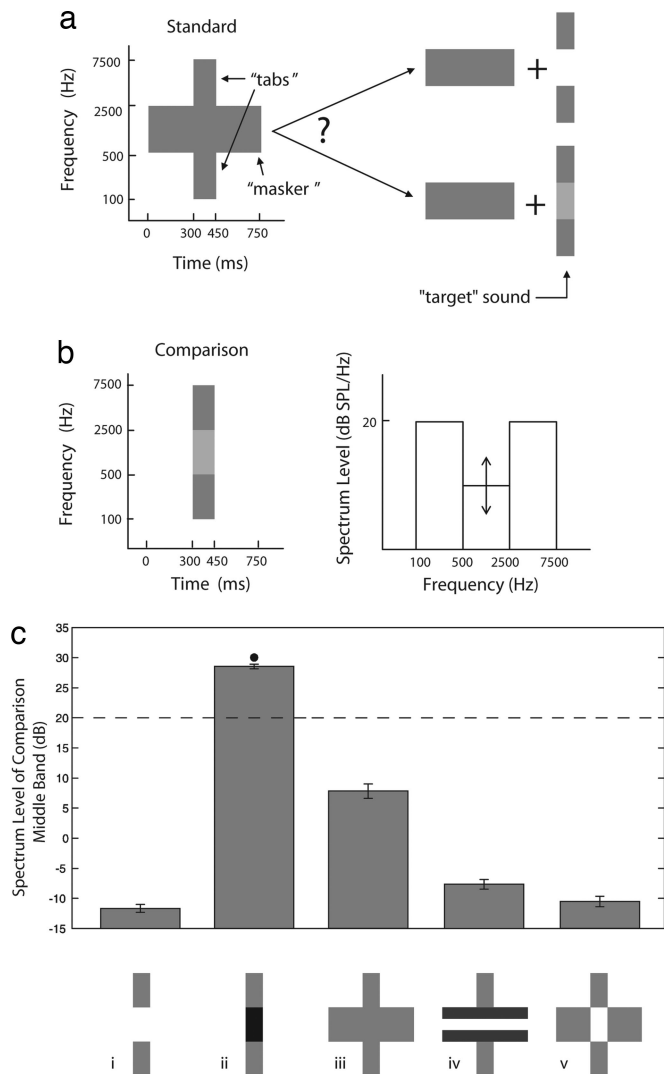 a
Standard
Frequency (Hz)
7500
2500
500
100
0 300 450 750
Time (ms)
"tabs"
"masker "
?
+
+
"target" sound
b
Comparison
Frequency (Hz)
7500
2500
500
100
0 300 450 750
Time (ms)
Spectrum Level (dB SPL/Hz)
20
100 500 2500 7500
Frequency (Hz)
c
Spectrum Level of Comparison
Middle Band (dB)
35
30
25
20
15
10
5
0
-5
-10
-15
i ii iii iv v